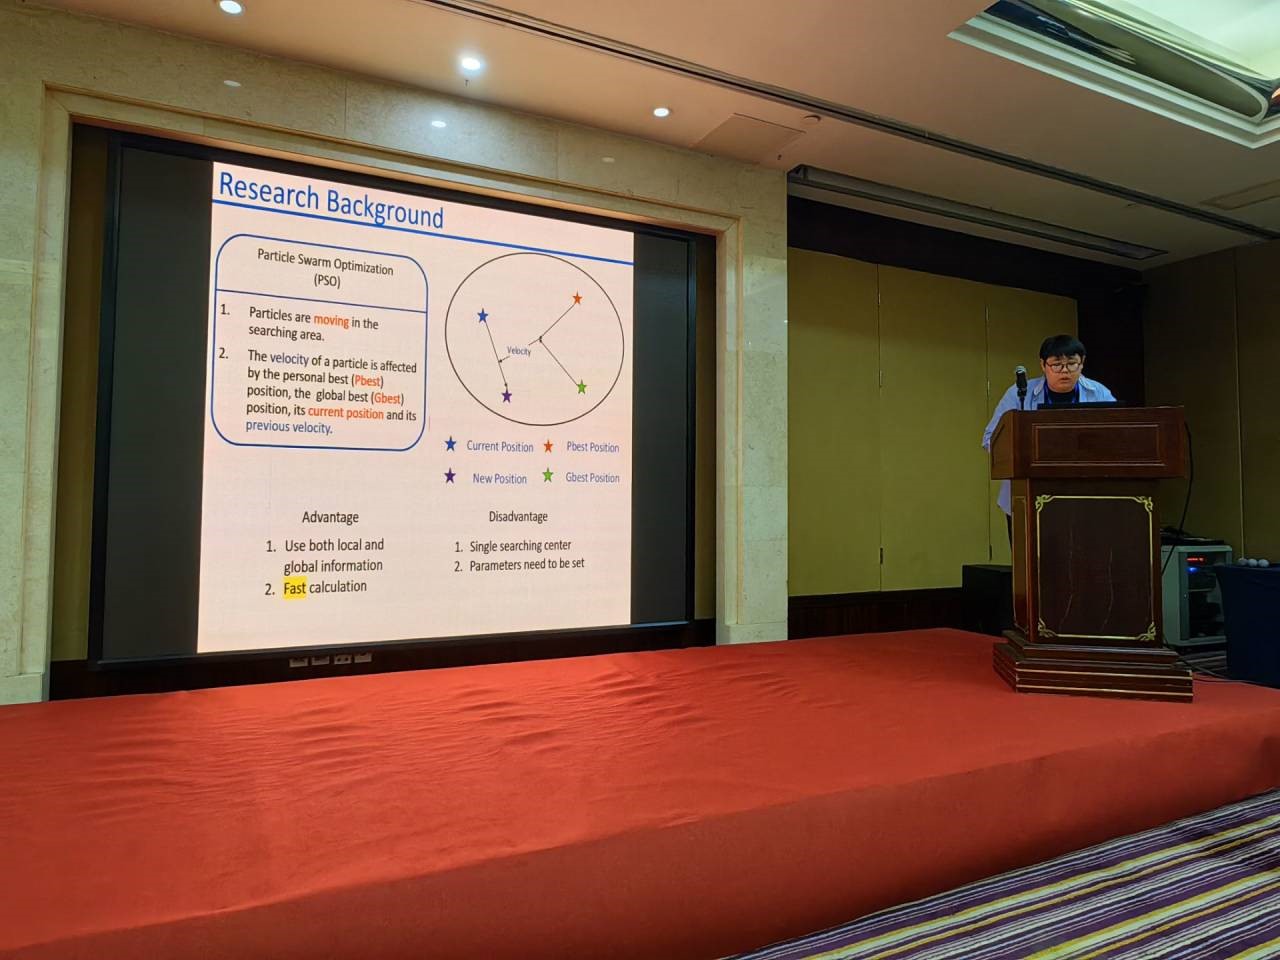 Research Background
Particle Swarm Optimization
(PSO)
1. Particles are moving in the
searching area.
2. The velocity of a particle is affected
by the personal best (Pbest)
position, the global best (Gbest)
position, its current position and its
previous velocity.
Velocity
Current Position
Pbest Position
New Position
Gbest Position
Advantage
1. Use both local and
global information
2. Fast calculation
Disadvantage
1. Single searching center
2. Parameters need to be set